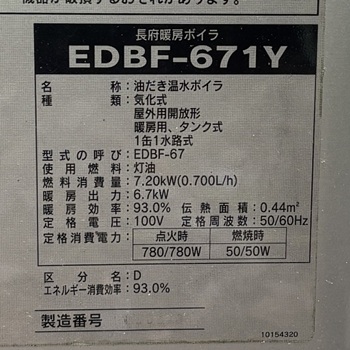 長府暖房ボイラ
EDBF-671Y
名称：油だき温水ボイラ
種類：気化式
屋外用開放形
暖房用、タンク式
1缶1水路式
型式の呼び：EDBF-67
使用燃料：灯油
燃料消費量：7.20kW(0.700L/h)
暖房出力：6.7kW
暖房効率：93.0% 伝熱面積：0.44m²
定格電圧：100V 定格周波数：50/60Hz
定格消費電力： 点火時 燃焼時
780/780W 50/50W
区分名：D
エネルギー消費効率：93.0%
製造番号
10154320